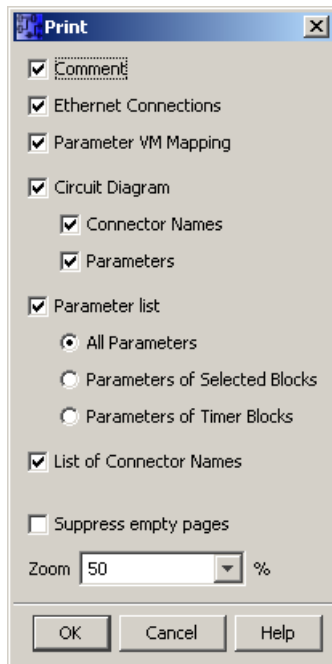 Print
Comment
Ethernet Connections
Parameter VM Mapping
Circuit Diagram
Connector Names
Parameters
Parameter list
All Parameters
Parameters of Selected Blocks
Parameters of Timer Blocks
List of Connector Names
Suppress empty pages
Zoom 50 %
OK Cancel Help